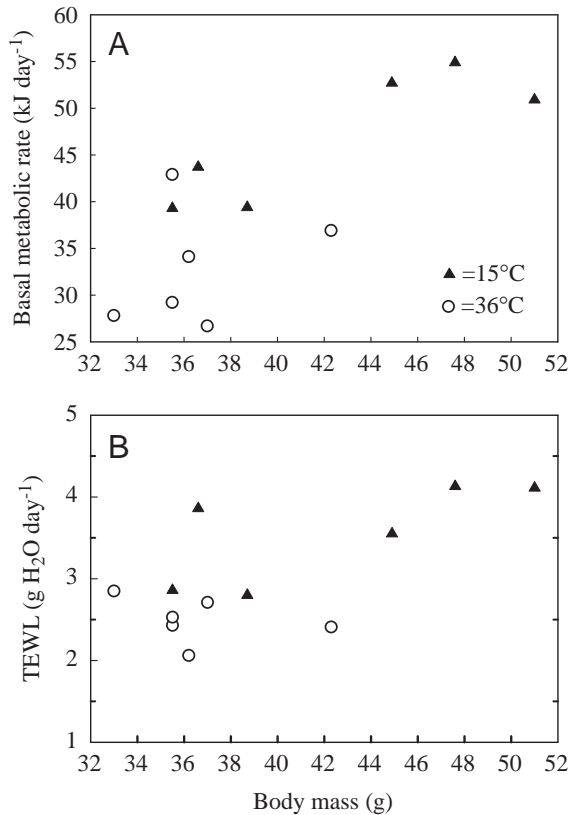 A
Basal metabolic rate (kJ day⁻¹)
60
55
50
45
40
35
30
25
▲ =15°C
○ =36°C
32 34 36 38 40 42 44 46 48 50 52
B
TEWL (g H₂O day⁻¹)
5
4
3
2
1
32 34 36 38 40 42 44 46 48 50 52
Body mass (g)